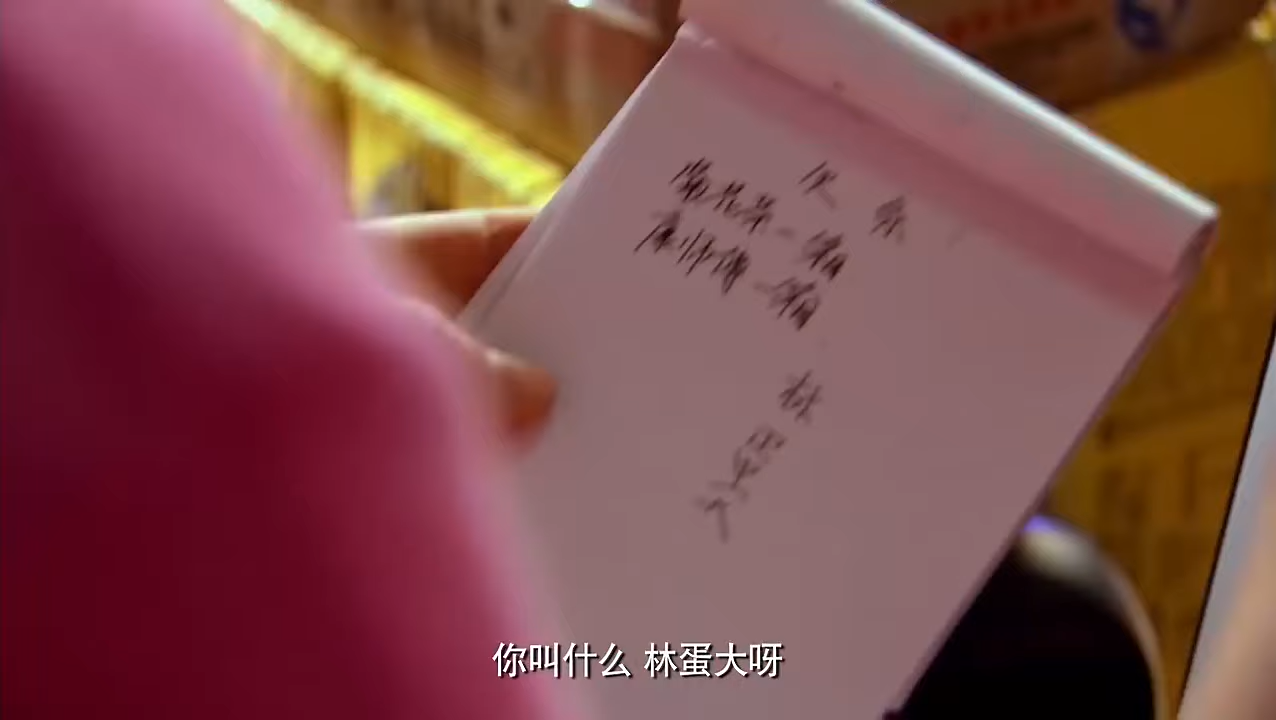 欠条
菊花茶一箱
康师傅一箱
林
你叫什么 林蛋大呀